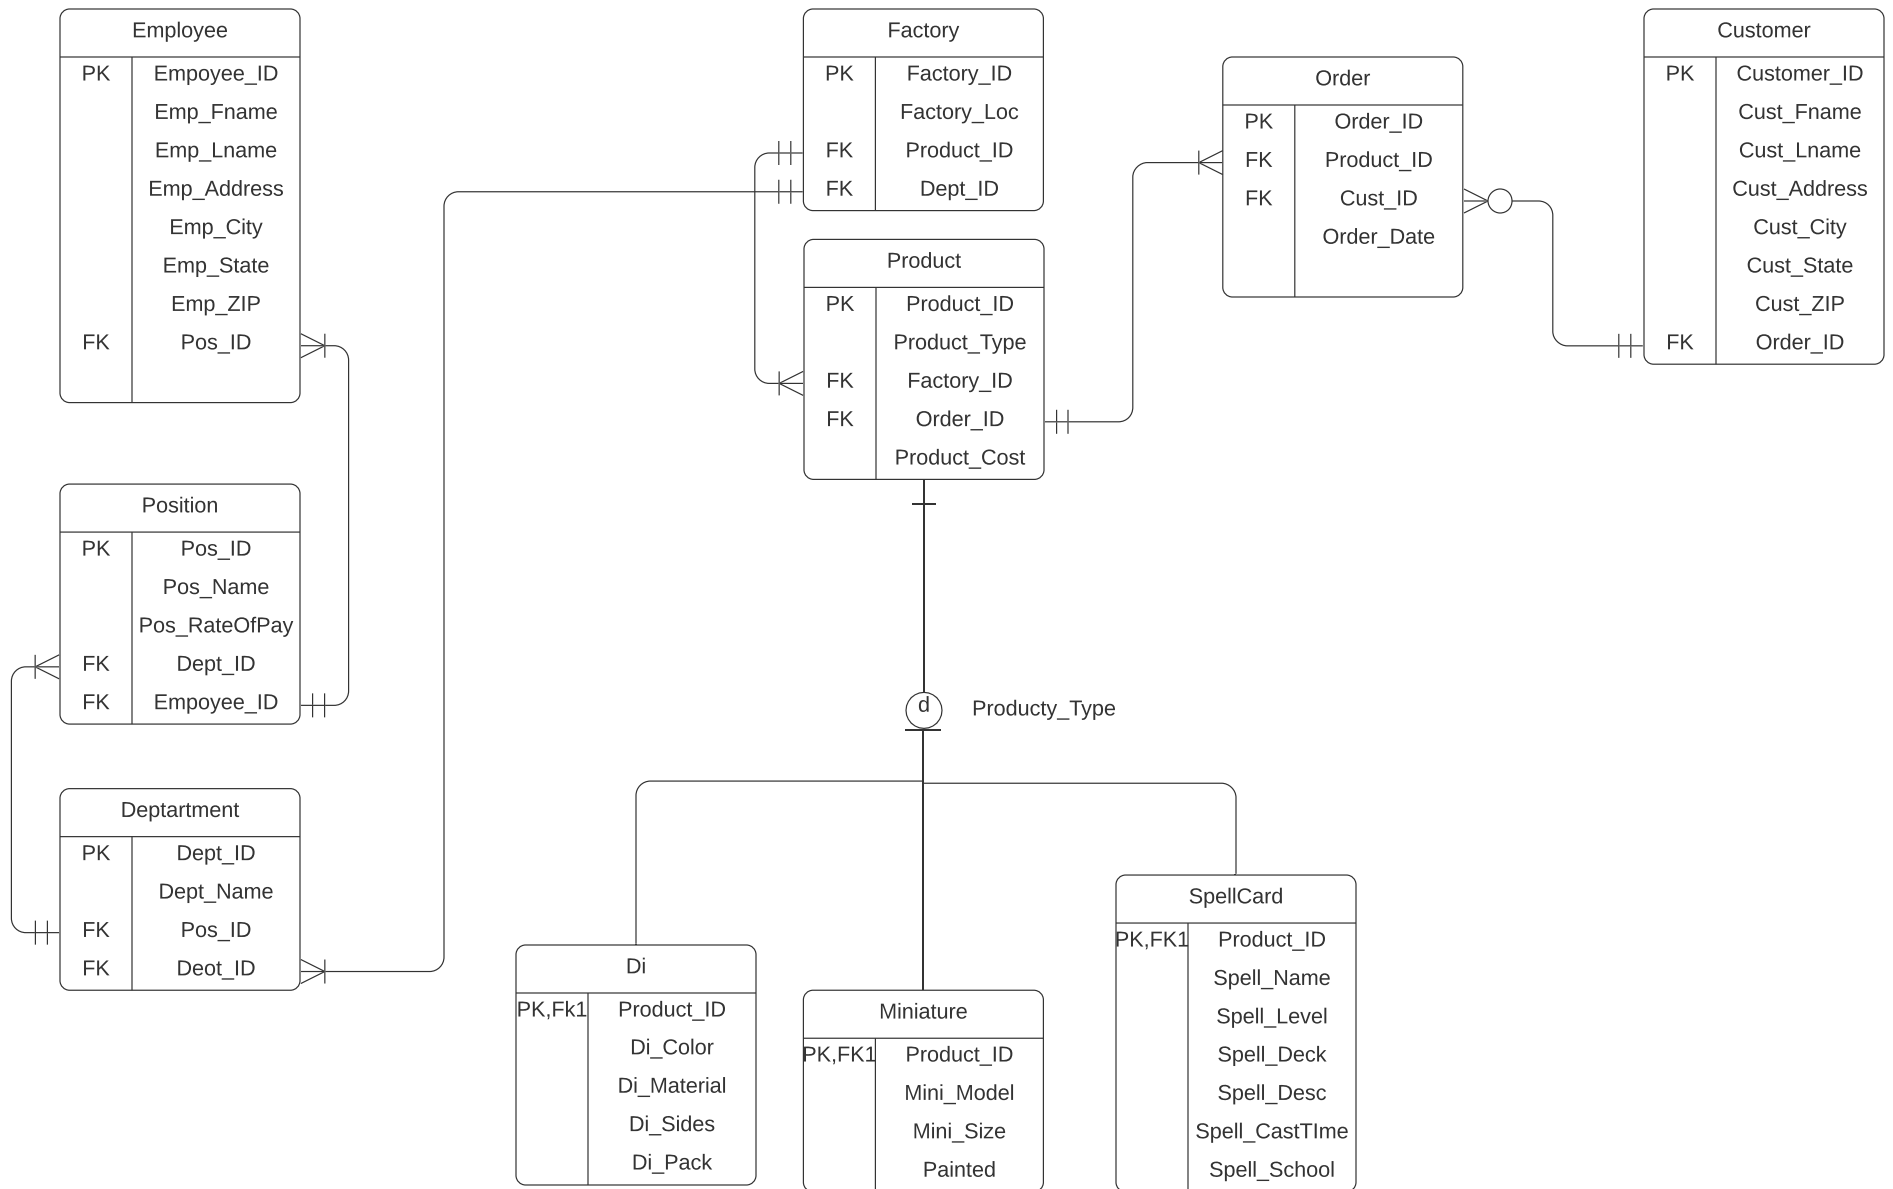 Employee
PK Empoyee_ID
Emp_Fname
Emp_Lname
Emp_Address
Emp_City
Emp_State
Emp_ZIP
FK Pos_ID
Position
PK Pos_ID
Pos_Name
Pos_RateOfPay
FK Dept_ID
FK Empoyee_ID
Deptartment
PK Dept_ID
Dept_Name
FK Pos_ID
FK Deot_ID
Factory
PK Factory_ID
Factory_Loc
FK Product_ID
FK Dept_ID
Product
PK Product_ID
Product_Type
FK Factory_ID
FK Order_ID
Product_Cost
Order
PK Order_ID
FK Product_ID
FK Cust_ID
Order_Date
Customer
PK Customer_ID
Cust_Fname
Cust_Lname
Cust_Address
Cust_City
Cust_State
Cust_ZIP
FK Order_ID
d Producty_Type
Di
PK,Fk1 Product_ID
Di_Color
Di_Material
Di_Sides
Di_Pack
Miniature
PK,FK1 Product_ID
Mini_Model
Mini_Size
Painted
SpellCard
PK,FK1 Product_ID
Spell_Name
Spell_Level
Spell_Deck
Spell_Desc
Spell_CastTIme
Spell_School